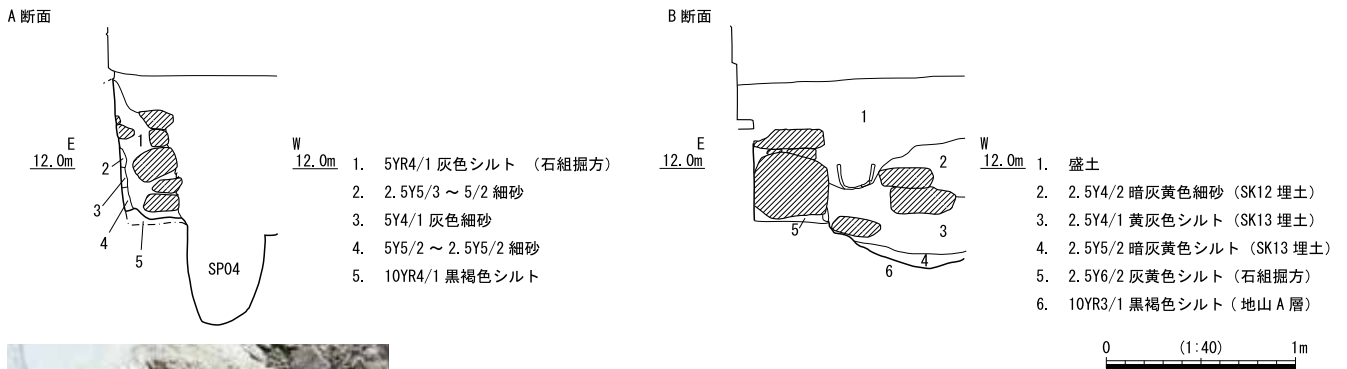 A 断面
E
12.0m
W
12.0m
1
2
3
4
5
SP04
1. 5YR4/1 灰色シルト (石組掘方)
2. 2.5Y5/3 ～ 5/2 細砂
3. 5Y4/1 灰色細砂
4. 5Y5/2 ～ 2.5Y5/2 細砂
5. 10YR4/1 黒褐色シルト
B 断面
E
12.0m
W
12.0m
1
2
3
4
5
6
1. 盛土
2. 2.5Y4/2 暗灰黄色細砂 (SK12 埋土)
3. 2.5Y4/1 黄灰色シルト (SK13 埋土)
4. 2.5Y5/2 暗灰黄色シルト (SK13 埋土)
5. 2.5Y6/2 灰黄色シルト (石組掘方)
6. 10YR3/1 黒褐色シルト ( 地山 A 層)
0 (1:40) 1m